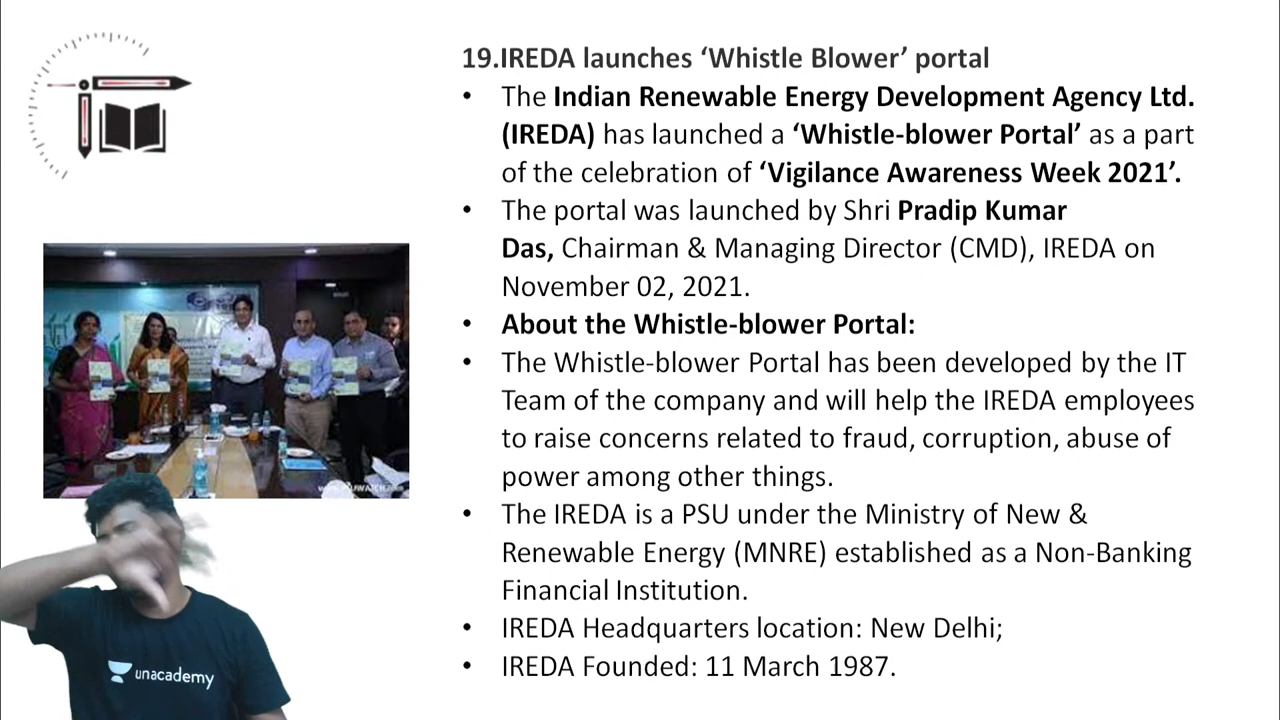 19.IREDA launches ‘Whistle Blower’ portal
• The Indian Renewable Energy Development Agency Ltd.
(IREDA) has launched a ‘Whistle-blower Portal’ as a part
of the celebration of ‘Vigilance Awareness Week 2021’.
• The portal was launched by Shri Pradip Kumar
Das, Chairman & Managing Director (CMD), IREDA on
November 02, 2021.
• About the Whistle-blower Portal:
• The Whistle-blower Portal has been developed by the IT
Team of the company and will help the IREDA employees
to raise concerns related to fraud, corruption, abuse of
power among other things.
• The IREDA is a PSU under the Ministry of New &
Renewable Energy (MNRE) established as a Non-Banking
Financial Institution.
• IREDA Headquarters location: New Delhi;
• IREDA Founded: 11 March 1987.
unacademy